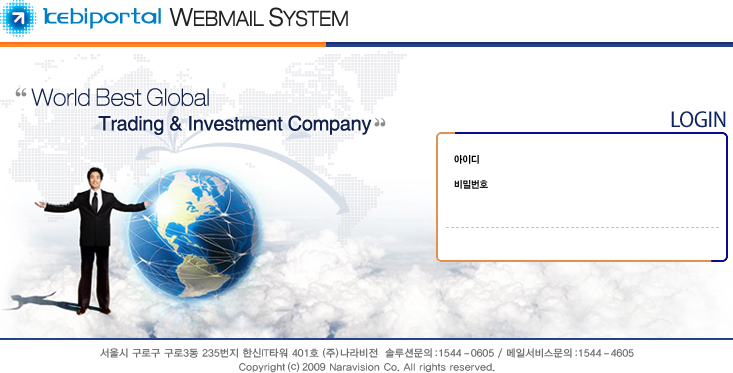 kebiportal WEBMAIL SYSTEM
“ World Best Global
Trading & Investment Company ”
LOGIN
아이디
비밀번호
서울시 구로구 구로3동 235번지 한신IT타워 401호 (주)나라비전 솔루션문의:1544-0605 / 메일서비스문의:1544-4605
Copyright (c) 2009 Naravision Co. All rights reserved.